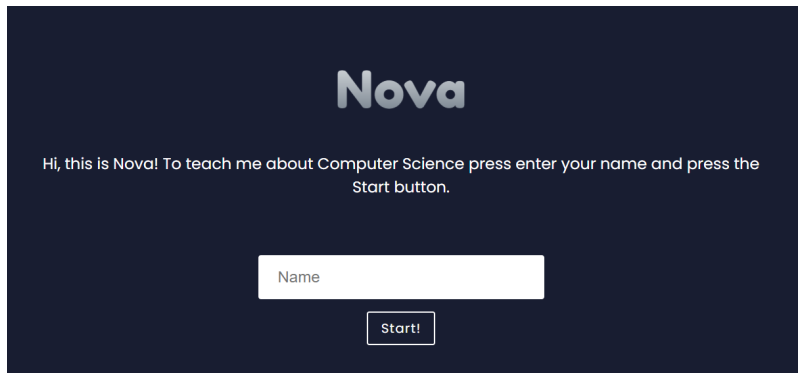 Nova
Hi, this is Nova! To teach me about Computer Science press enter your name and press the
Start button.
Name
Start!